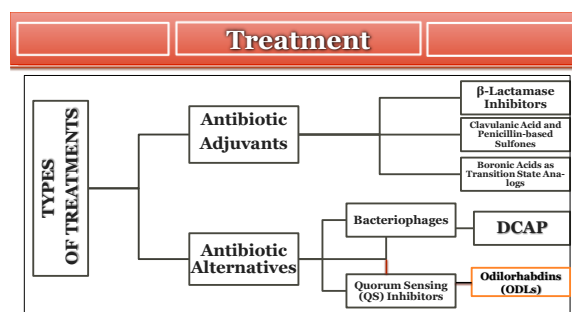 Treatment
TYPES
OF TREATMENTS
Antibiotic
Adjuvants
β-Lactamase
Inhibitors
Clavulanic Acid and
Penicillin-based
Sulfones
Boronic Acids as
Transition State Ana-
logs
Antibiotic
Alternatives
Bacteriophages
DCAP
Quorum Sensing
(QS) Inhibitors
Odilorhabdins
(ODLs)